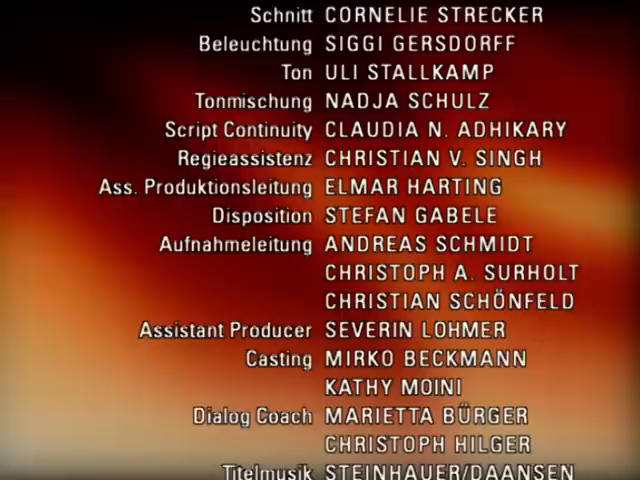 Schnitt CORNELIE STRECKER
Beleuchtung SIGGI GERSDORFF
Ton ULI STALLKAMP
Tonmischung NADJA SCHULZ
Script Continuity CLAUDIA N. ADHIKARY
Regieassistenz CHRISTIAN V. SINGH
Ass. Produktionsleitung ELMAR HARTING
Disposition STEFAN GABELE
Aufnahmeleitung ANDREAS SCHMIDT
CHRISTOPH A. SURHOLT
CHRISTIAN SCHÖNFELD
Assistant Producer SEVERIN LOHMER
Casting MIRKO BECKMANN
KATHY MOINI
Dialog Coach MARIETTA BÜRGER
CHRISTOPH HILGER
Titelmusik STEINHAUER/DAANSEN